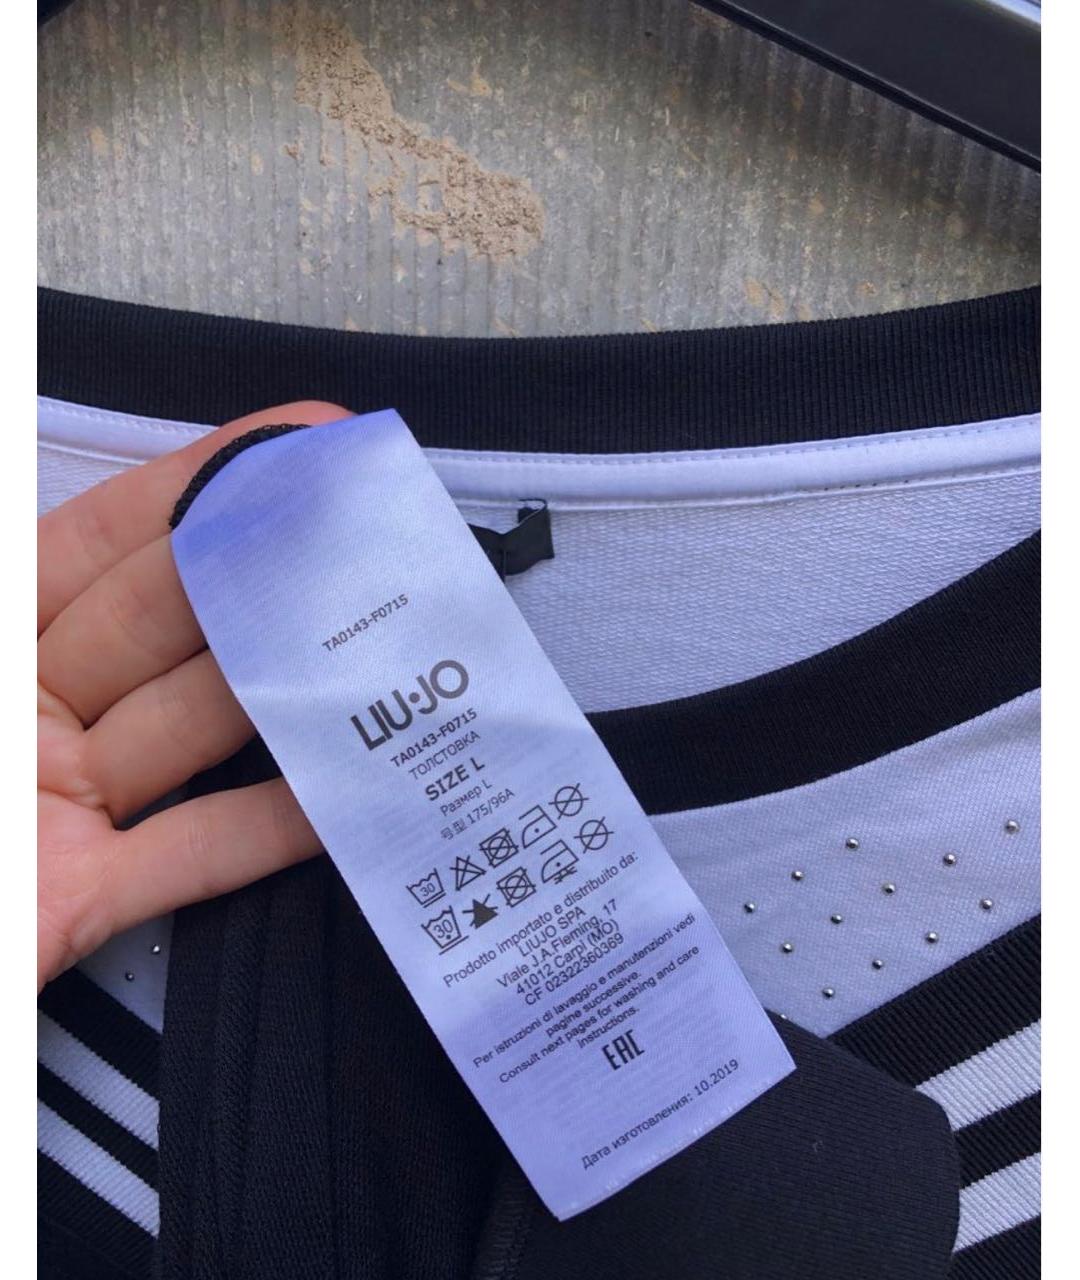 TA0143-F0715
LIU·JO
TA0143-F0715
ТОЛСТОВКА
SIZE L
Размер L
号型 175/96A
30
30
Prodotto importato e distribuito da:
LIUJO SPA
Viale J.A.Fleming, 17
41012 Carpi (MO)
CF 02322360369
Per istruzioni di lavaggio e manutenzioni vedi
pagine successive.
Consult next pages for washing and care
instructions.
EAC
Дата изготовления: 10.2019